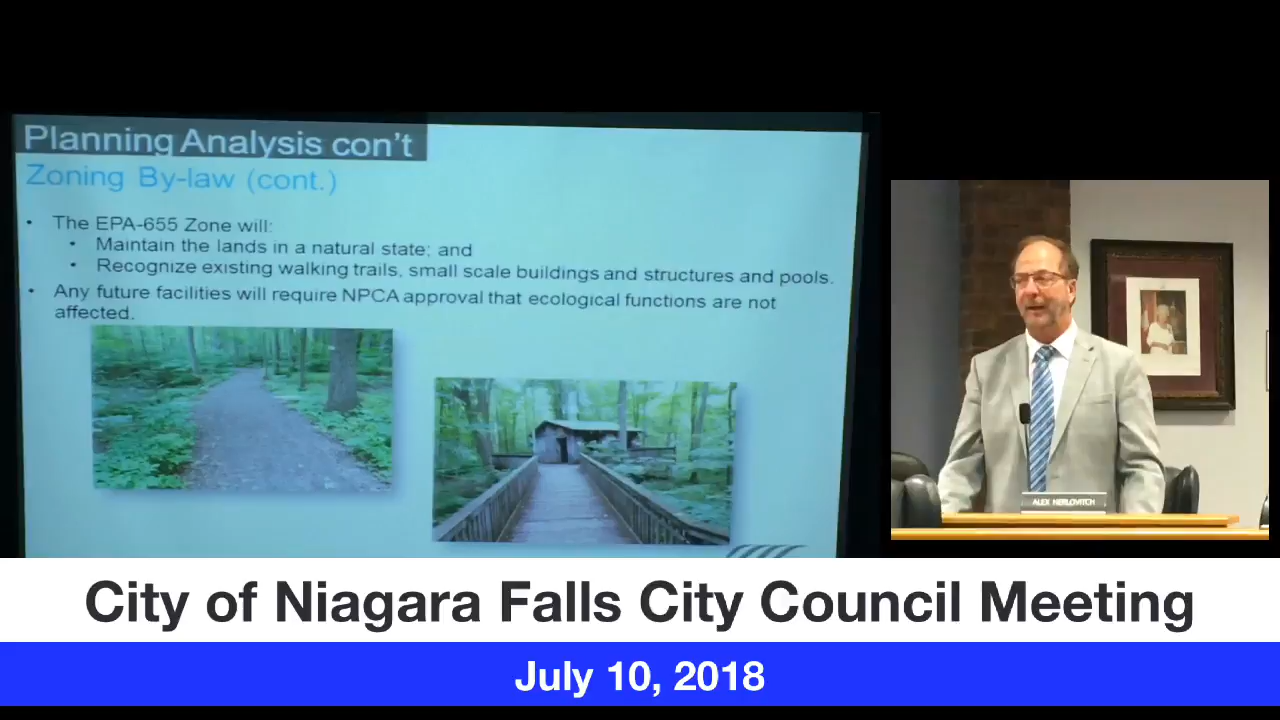 Planning Analysis con't
Zoning By-law (cont.)
• The EPA-655 Zone will:
• Maintain the lands in a natural state; and
• Recognize existing walking trails, small scale buildings and structures and pools.
• Any future facilities will require NPCA approval that ecological functions are not
affected.
ALEX HERLOVITCH
City of Niagara Falls City Council Meeting
July 10, 2018